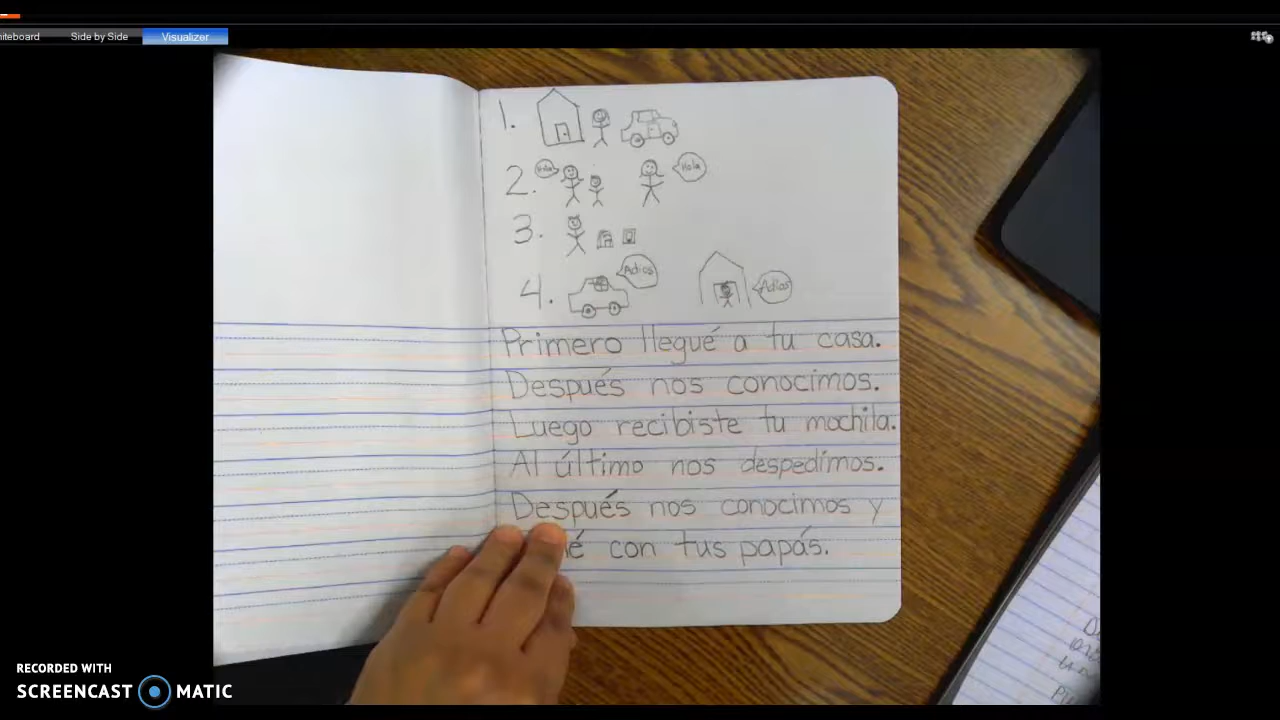 Side by Side
Visualizer
1.
2. Hola Hola
3.
4. Adios Adios
Primero llegué a tu casa.
Después nos conocimos.
Luego recibiste tu mochila.
Al último nos despedimos.
Después nos conocimos y
con tus papás.
RECORDED WITH
SCREENCAST MATIC